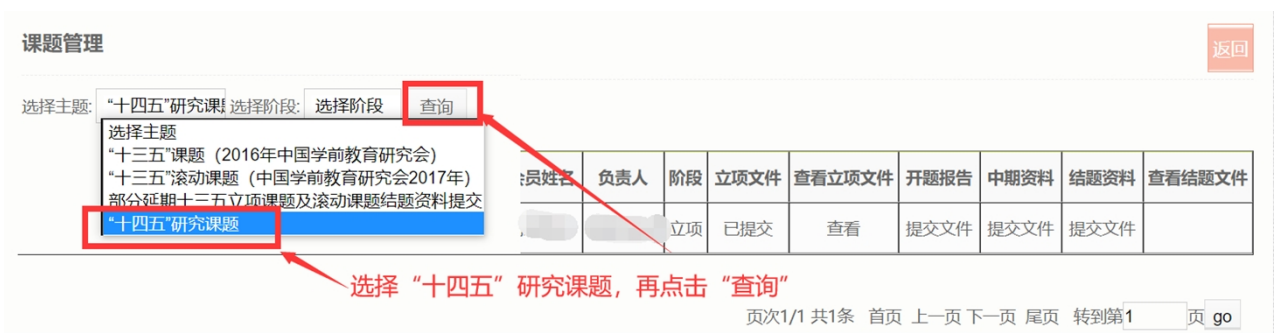 课题管理
返回
选择主题: “十四五”研究课 选择阶段: 选择阶段 查询
选择主题
“十三五”课题（2016年中国学前教育研究会）
“十三五”滚动课题（中国学前教育研究会2017年）
部分延期十三五立项课题及滚动课题结题资料提交
“十四五”研究课题
员姓名 负责人 阶段 立项文件 查看立项文件 开题报告 中期资料 结题资料 查看结题文件
立项 已提交 查看 提交文件 提交文件 提交文件
选择“十四五”研究课题，再点击“查询”
页次1/1 共1条 首页 上一页 下一页 尾页 转到第1 页 go